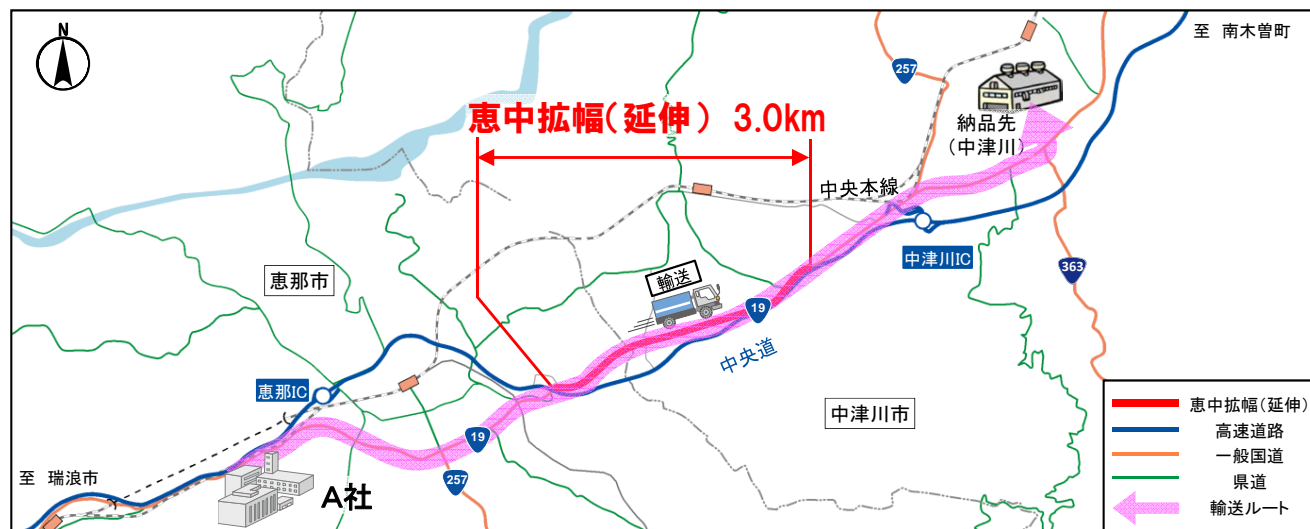 N
至 南木曽町
257
納品先
(中津川)
恵中拡幅(延伸) 3.0km
中央本線
中津川IC
恵那市
輸送
363
19
中央道
恵那IC
中津川市
19
至 瑞浪市
257
A社
恵中拡幅(延伸)
高速道路
一般国道
県道
輸送ルート